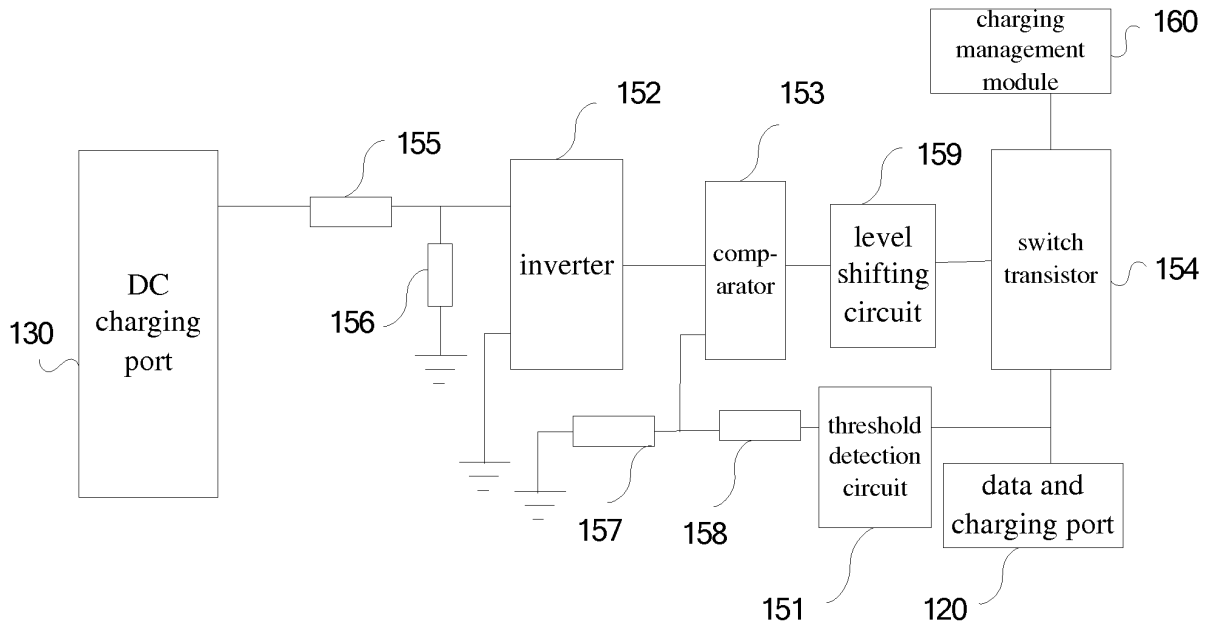 charging
management
module
160
152
153
155
159
DC
charging
port
130
156
inverter
comp-
arator
level
shifting
circuit
switch
transistor
154
threshold
detection
circuit
data and
charging port
157
158
151
120